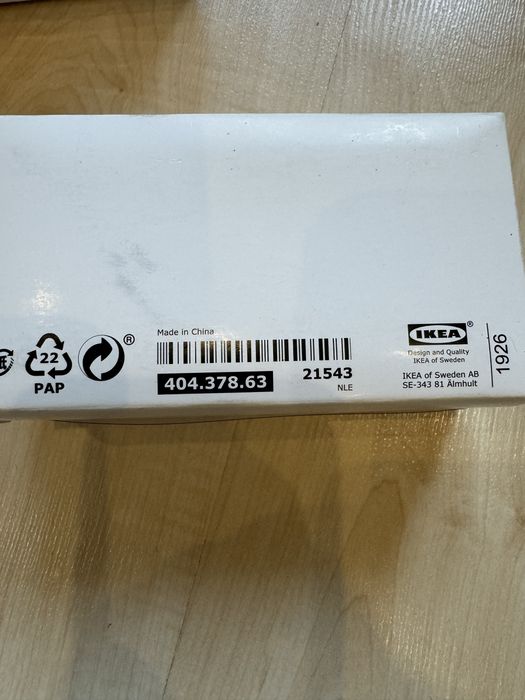 22
PAP
®
Made in China
404.378.63
21543
NLE
IKEA®
Design and Quality
IKEA of Sweden
IKEA of Sweden AB
SE-343 81 Älmhult
1926